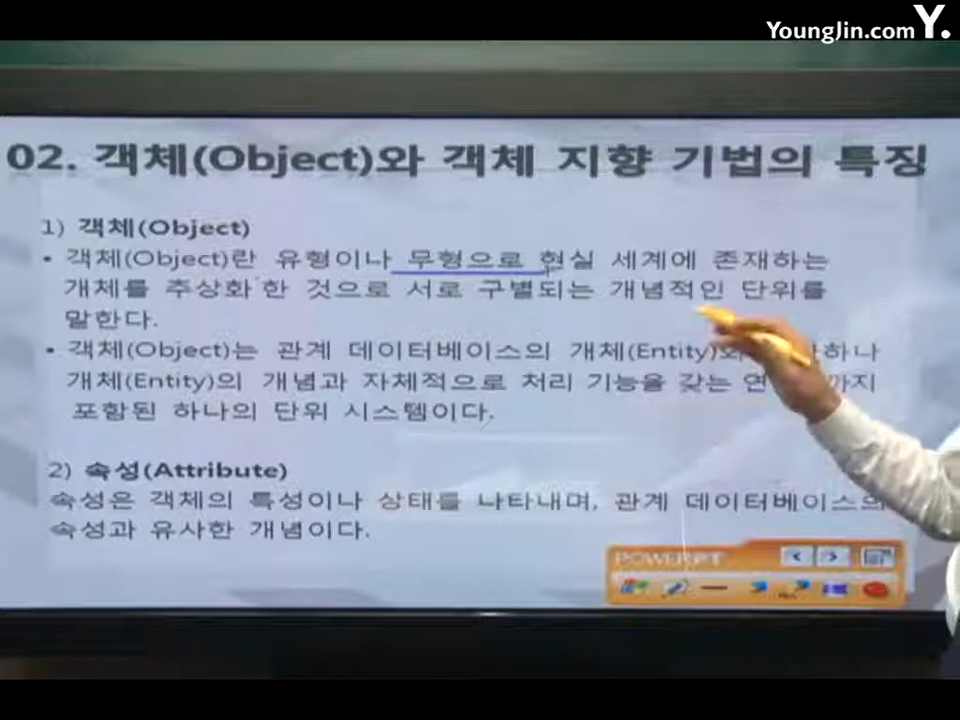 YoungJin.com Y.
02. 객체(Object)와 객체 지향 기법의 특징
1) 객체(Object)
• 객체(Object)란 유형이나 무형으로 현실 세계에 존재하는
개체를 추상화한 것으로 서로 구별되는 개념적인 단위를
말한다.
• 객체(Object)는 관계 데이터베이스의 개체(Entity)와
개체(Entity)의 개념과 자체적으로 처리 기능을 갖는
포함된 하나의 단위 시스템이다.
2) 속성(Attribute)
속성은 객체의 특성이나 상태를 나타내며, 관계 데이터베이스의
속성과 유사한 개념이다.
POWERPT